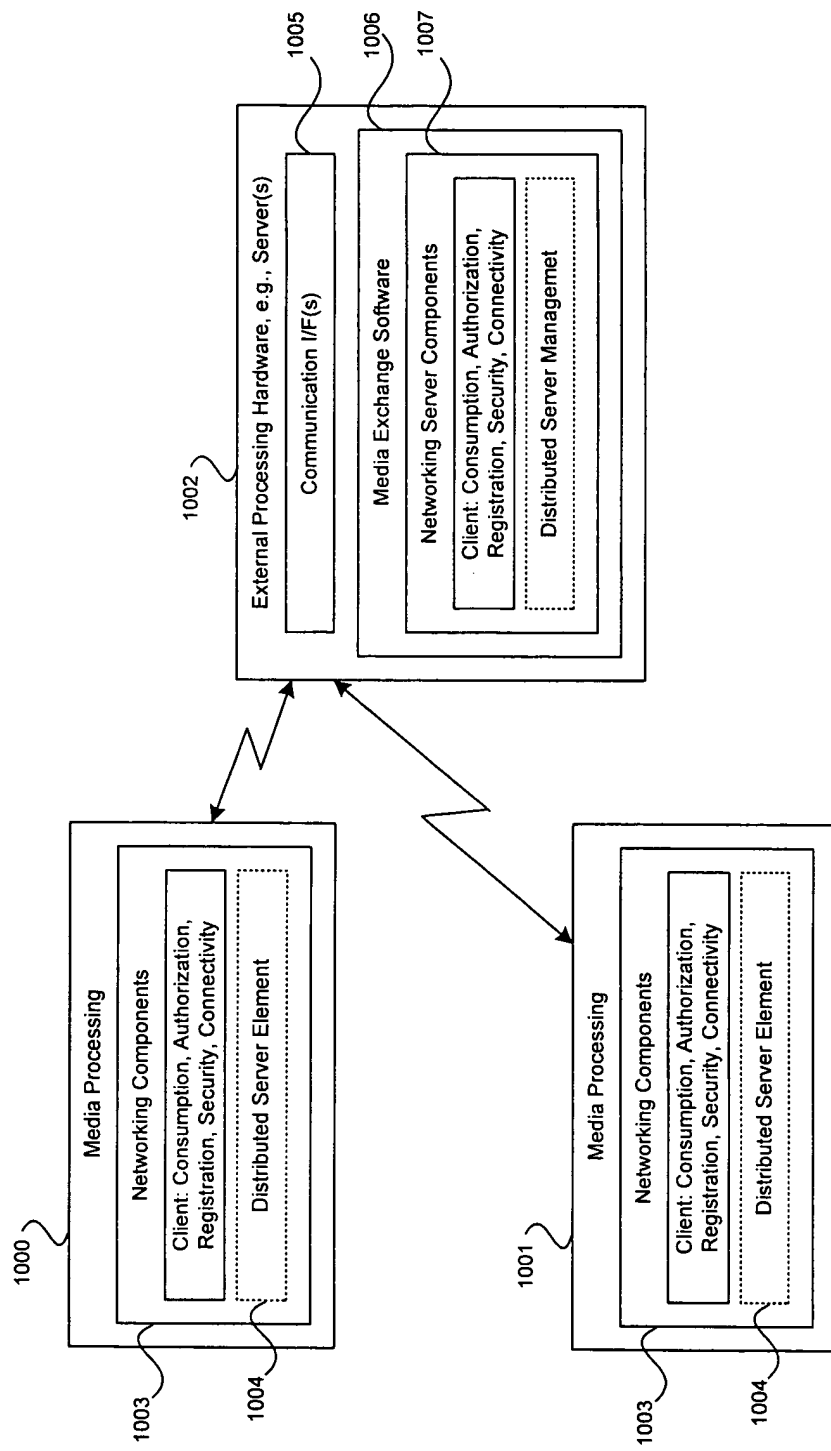 1000
Media Processing
Networking Components
Client: Consumption, Authorization,
Registration, Security, Connectivity
Distributed Server Element
1003
1004
1001
Media Processing
Networking Components
Client: Consumption, Authorization,
Registration, Security, Connectivity
Distributed Server Element
1003
1004
1002
External Processing Hardware, e.g., Server(s)
Communication I/F(s)
Media Exchange Software
Networking Server Components
Client: Consumption, Authorization,
Registration, Security, Connectivity
Distributed Server Managemet
1005
1006
1007